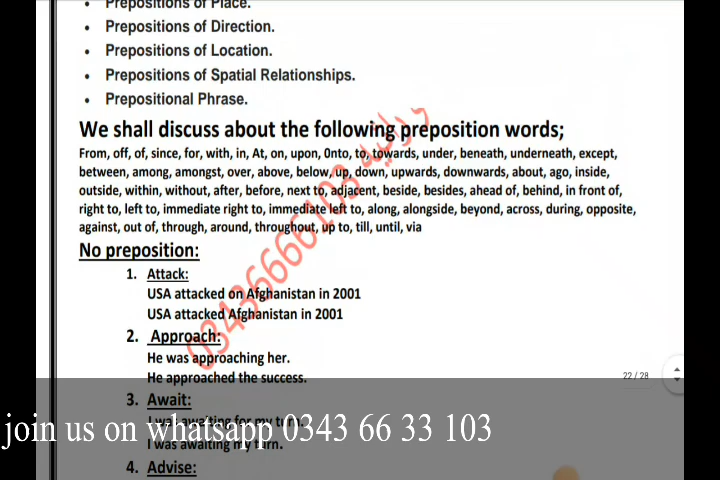 Prepositions of Place.
• Prepositions of Direction.
• Prepositions of Location.
• Prepositions of Spatial Relationships.
• Prepositional Phrase.
We shall discuss about the following preposition words;
From, off, of, since, for, with, in, At, on, upon, 0nto, to, towards, under, beneath, underneath, except,
between, among, amongst, over, above, below, up, down, upwards, downwards, about, ago, inside,
outside, within, without, after, before, next to, adjacent, beside, besides, ahead of, behind, in front of,
right to, left to, immediate right to, immediate left to, along, alongside, beyond, across, during, opposite,
against, out of, through, around, throughout, up to, till, until, via
No preposition:
1. Attack:
USA attacked on Afghanistan in 2001
USA attacked Afghanistan in 2001
2. Approach:
He was approaching her.
He approached the success.
22 / 28
3. Await:
I was awaiting for my turn.
join us on whatsapp 0343 66 33 103
I was awaiting my turn.
4. Advise:
03436666103